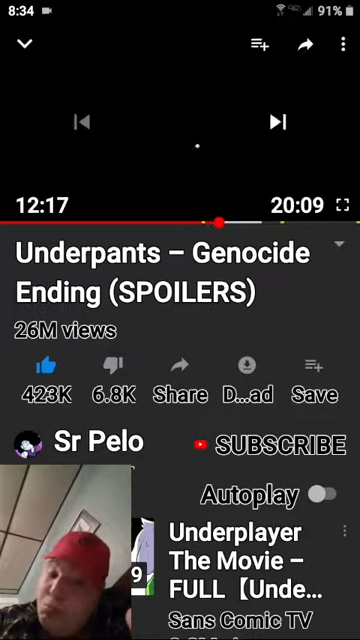 8:34
91%
12:17
20:09
Underpants – Genocide
Ending (SPOILERS)
26M views
423K
6.8K
Share
D...ad
Save
Sr Pelo
SUBSCRIBE
Autoplay
9
Underplayer
The Movie –
FULL【Unde...
Sans Comic TV